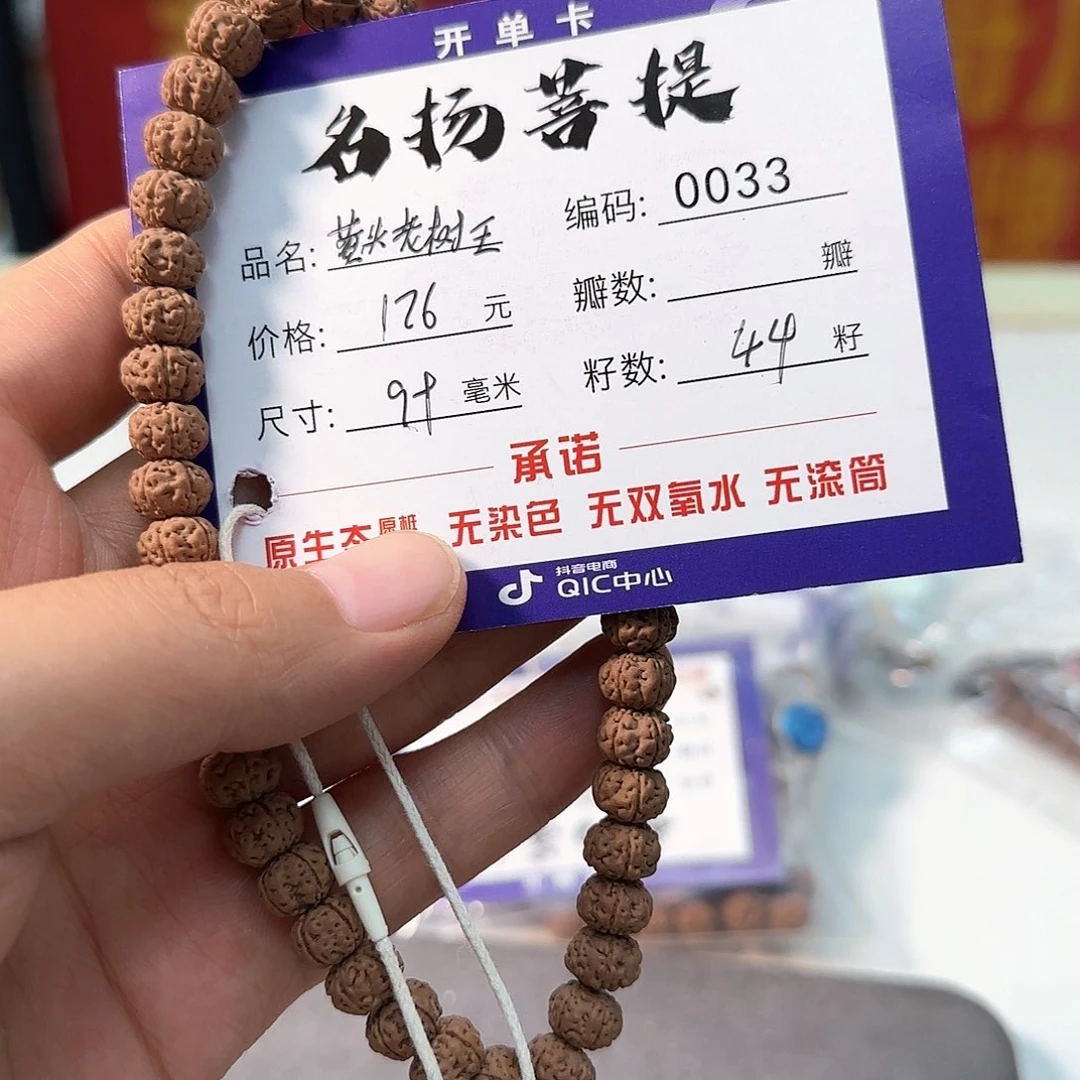 开单卡
名扬菩提
品名: 黄头老树王 编码: 0033
价格: 176 元 瓣数: 瓣
尺寸: 9+ 毫米 籽数: 44 籽
承诺
原生态原桩 无染色 无双氧水 无滚筒
抖音电商
QIC中心